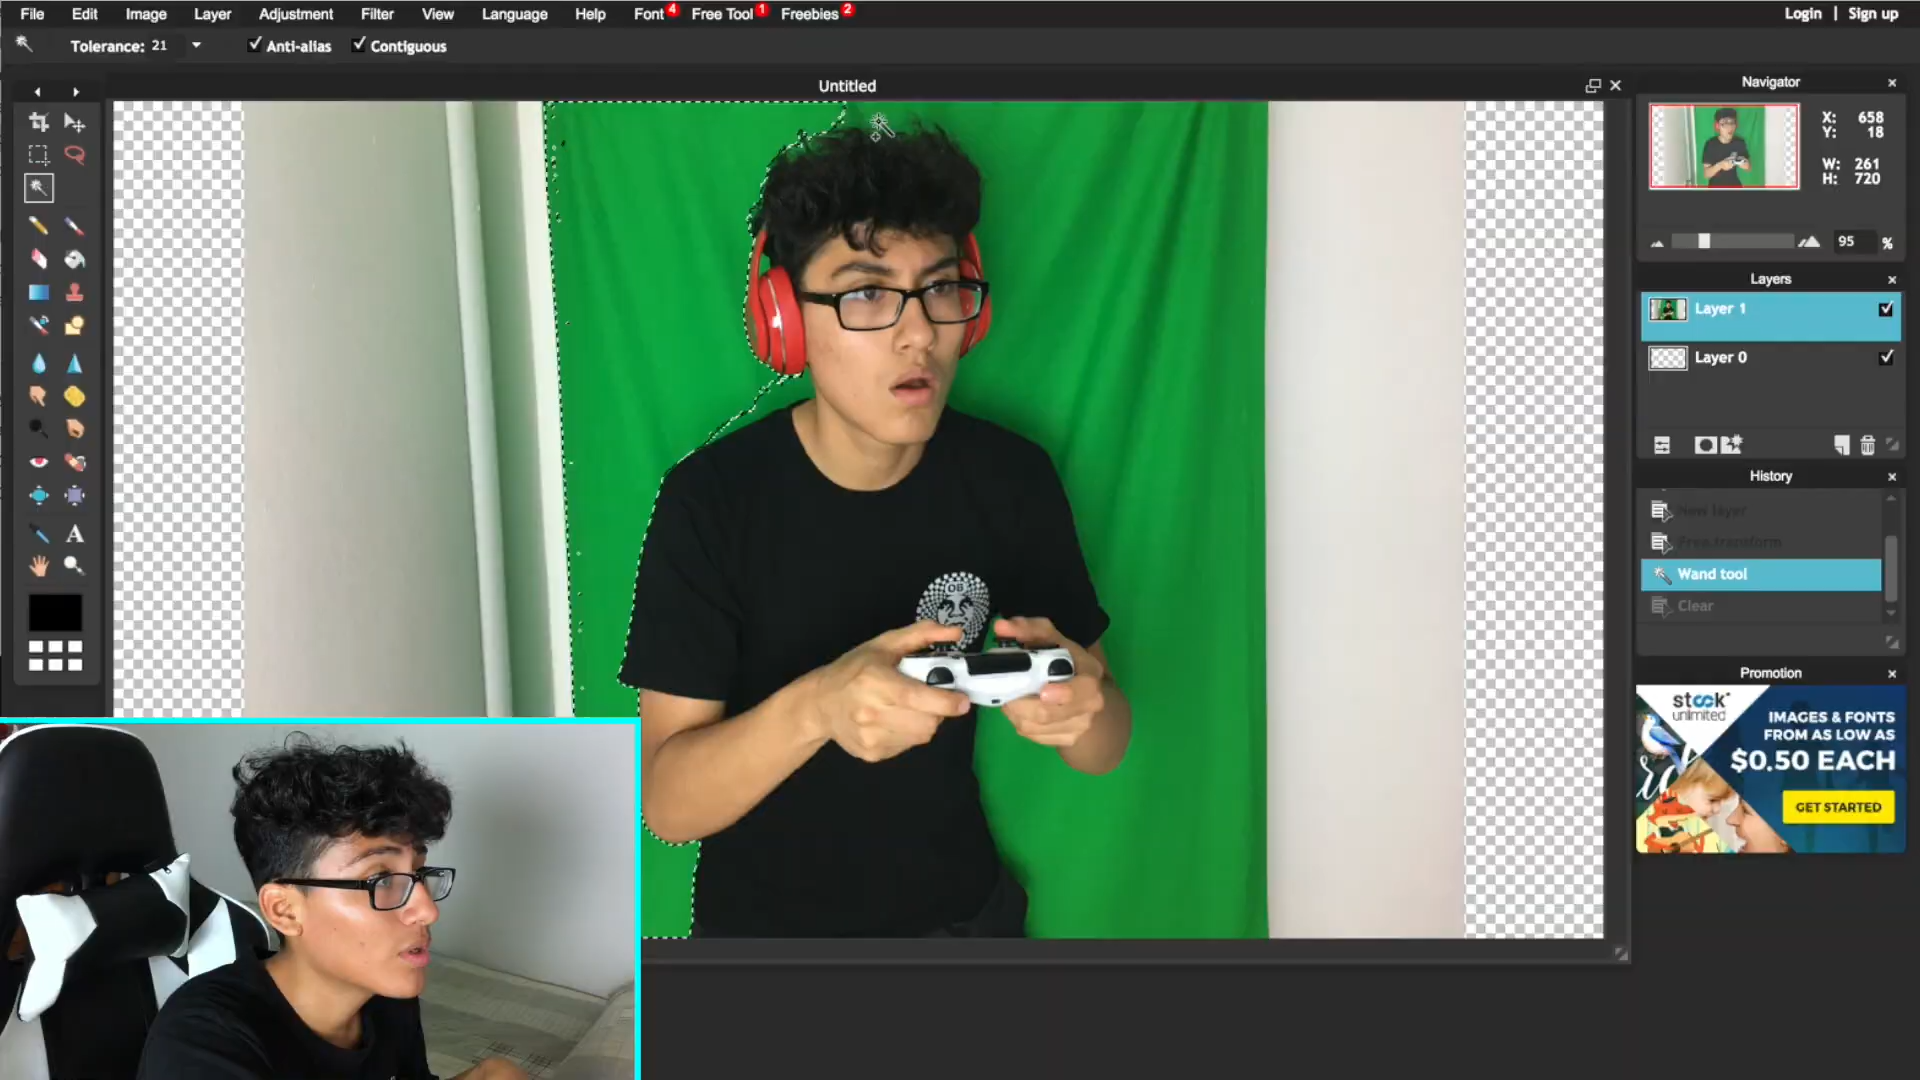 File Edit Image Layer Adjustment Filter View Language Help Font 4 Free Tool 1 Freebies 2 Login | Sign up
Tolerance: 21 Anti-alias Contiguous
Untitled
Navigator
X: 658
Y: 18
W: 261
H: 720
95 %
Layers
Layer 1
Layer 0
History
New layer
Free transform
Wand tool
Clear
Promotion
stock unlimited
IMAGES & FONTS
FROM AS LOW AS
$0.50 EACH
GET STARTED
A